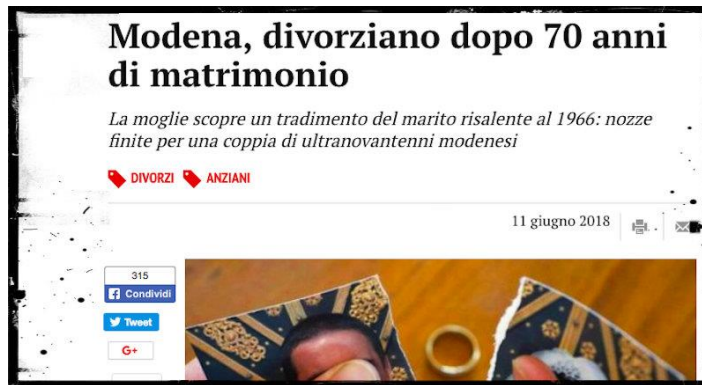 Modena, divorziano dopo 70 anni
di matrimonio
La moglie scopre un tradimento del marito risalente al 1966: nozze
finite per una coppia di ultranovantenni modenesi
DIVORZI ANZIANI
11 giugno 2018
315
Condividi
Tweet
G+